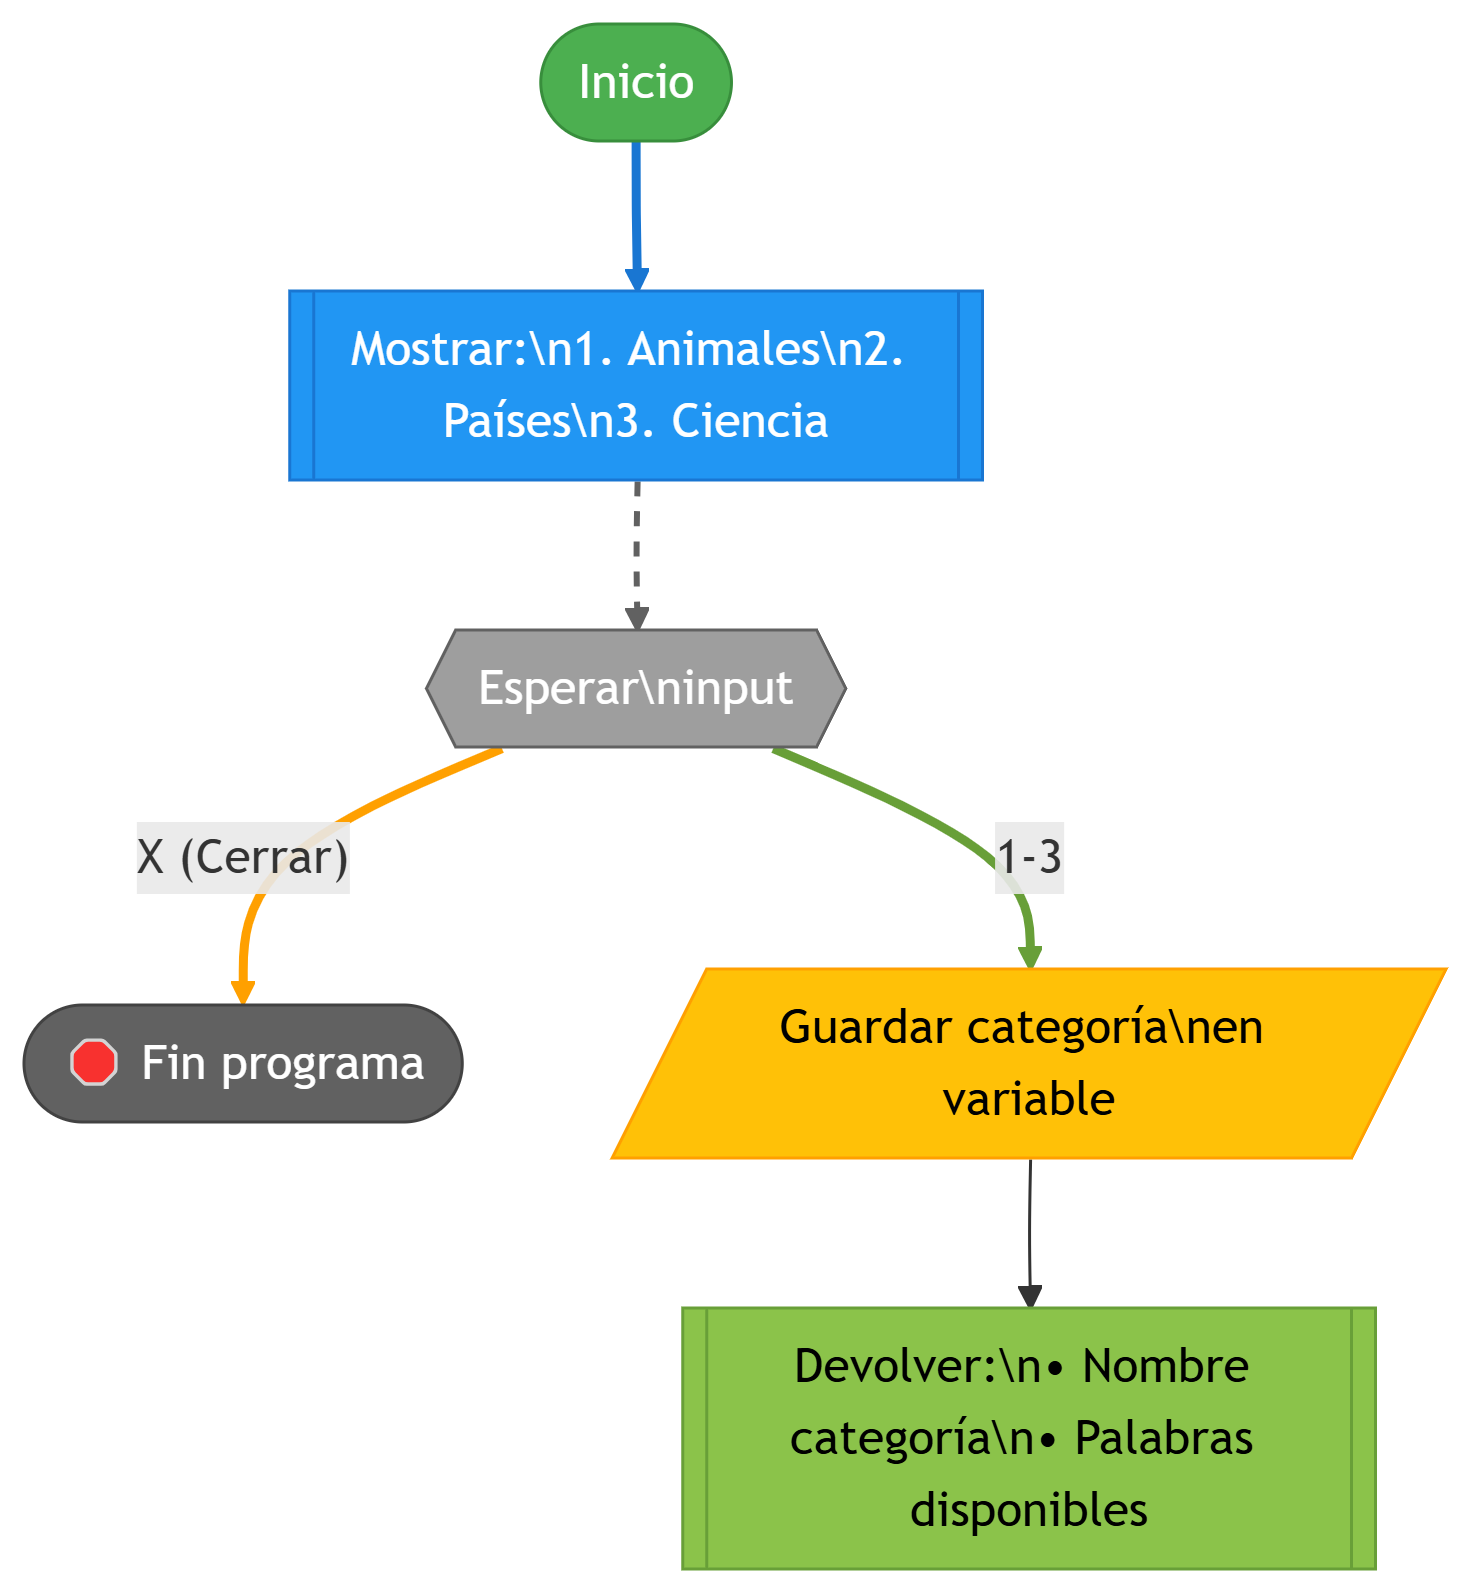 Inicio
Mostrar:\n1. Animales\n2.
Países\n3. Ciencia
Esperar\ninput
X (Cerrar)
1-3
Fin programa
Guardar categoría\nen
variable
Devolver:\n• Nombre
categoría\n• Palabras
disponibles